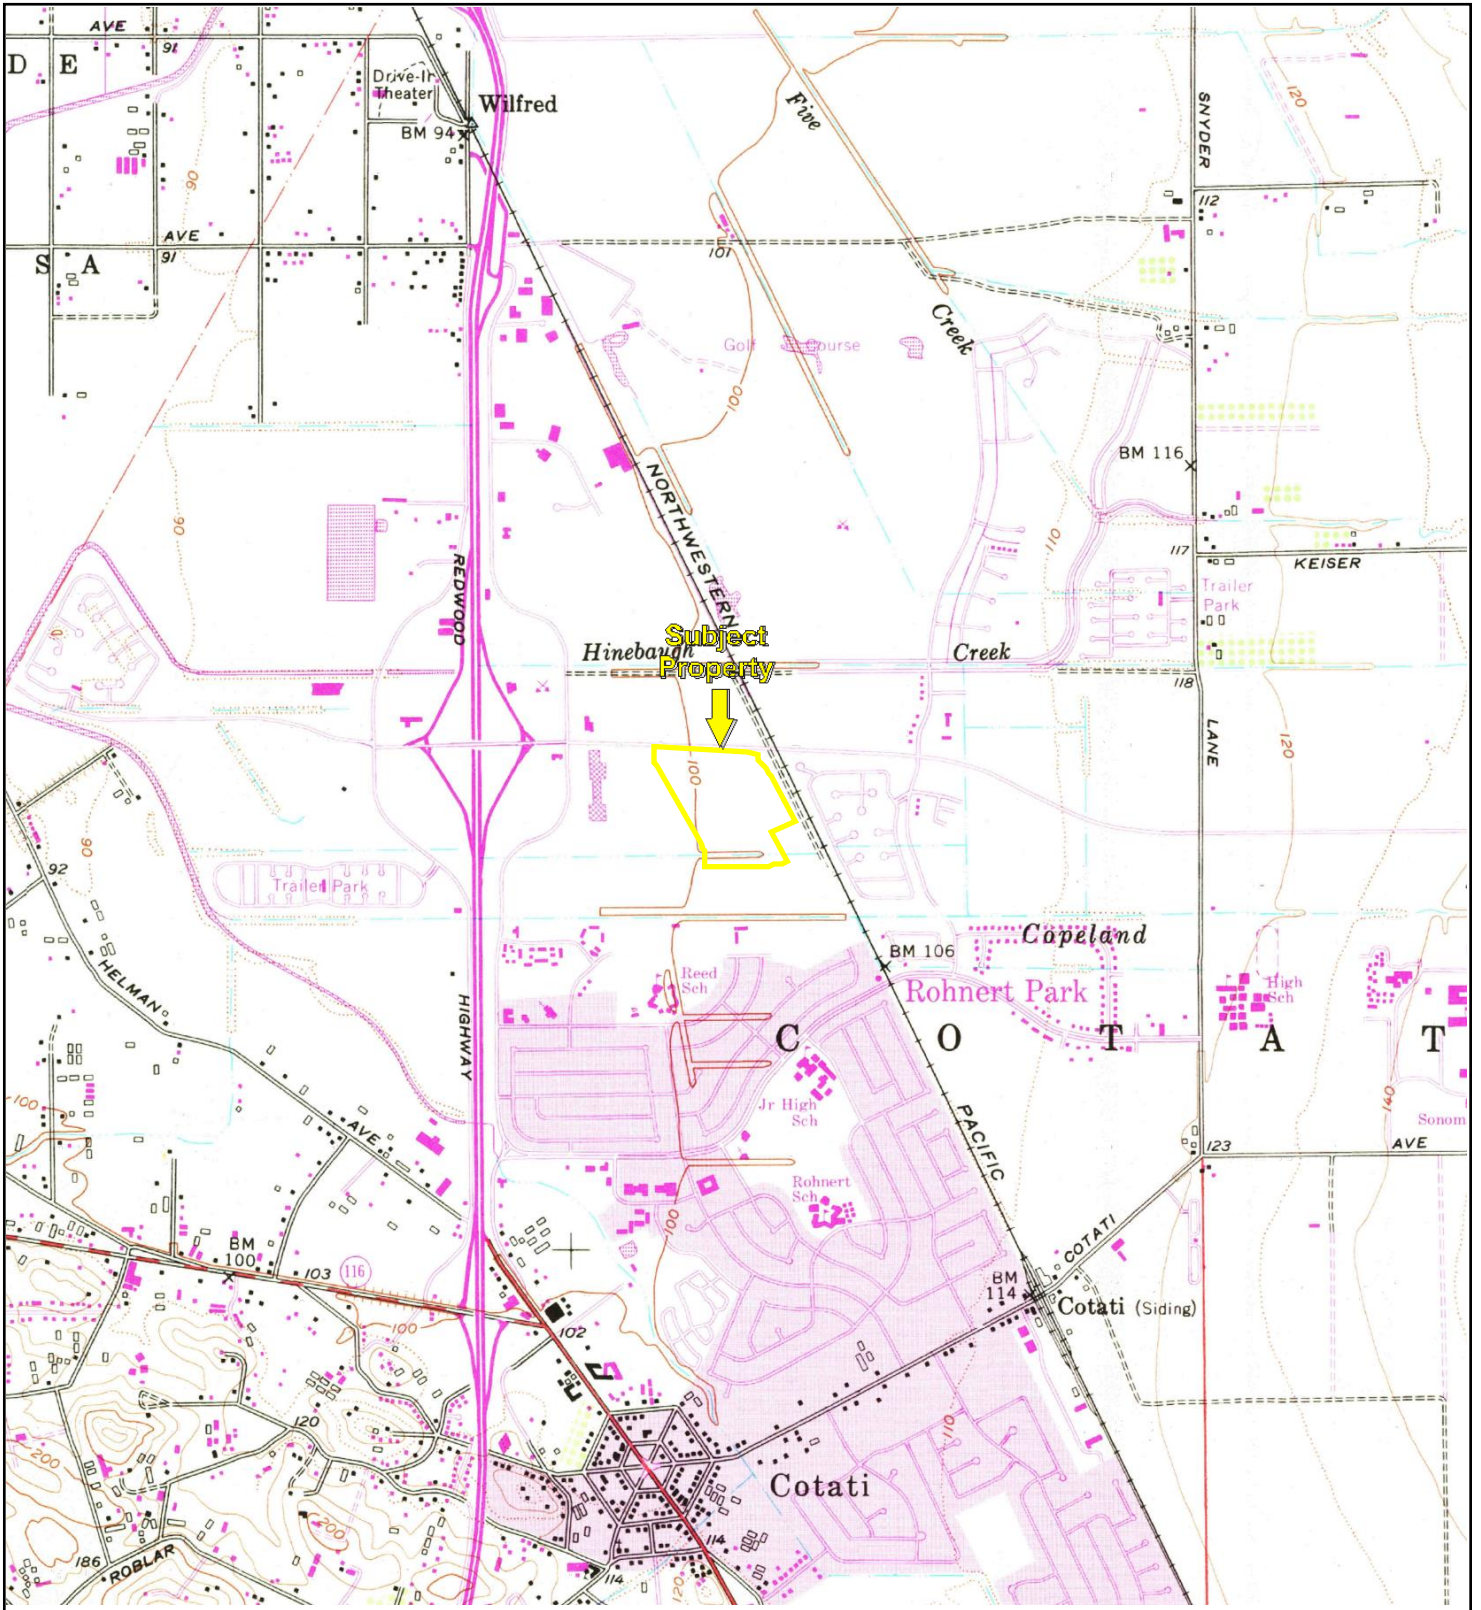 AVE
91
D E
Drive-In
Theater
Wilfred
BM 94
Five
SNYDER
120
90
112
AVE
91
S A
101
Creek
Golf Course
100
BM 116
NORTHWESTERN
90
110
117
KEISER
REDWOOD
Trailer
Park
Subject
Property
Hinebaugh
Creek
118
LANE
120
100
90
92
Trailer Park
HELMAN
Copeland
BM 106
Reed
Sch
Rohnert Park
High
Sch
HIGHWAY
C O T A T
100
Jr High
Sch
140
Sonom
AVE
PACIFIC
123
AVE
Rohnert
Sch
100
COTATI
BM
100
103
116
BM
114
Cotati (Siding)
100
102
120
110
200
Cotati
200
114
186
ROBLAR
114
120